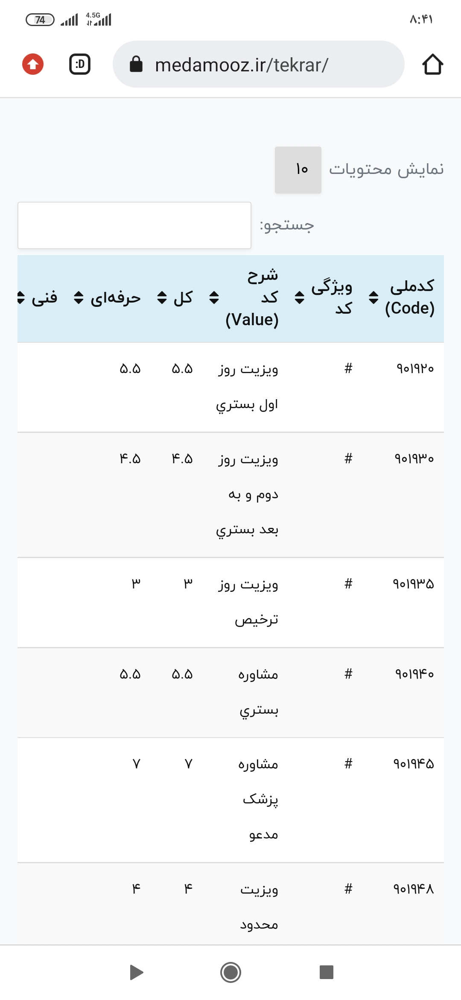 74 4.5G ۸:۴۱
:D medamooz.ir/tekrar/
نمایش محتویات ۱۰
جستجو:
کدملی (Code) ویژگی کد شرح کد (Value) کل حرفه‌ای فنی
۹۰۱۹۲۰ # ویزیت روز ۵.۵ ۵.۵
اول بستري
۹۰۱۹۳۰ # ویزیت روز ۴.۵ ۴.۵
دوم و به
بعد بستري
۹۰۱۹۳۵ # ویزیت روز ۳ ۳
ترخیص
۹۰۱۹۴۰ # مشاوره ۵.۵ ۵.۵
بستري
۹۰۱۹۴۵ # مشاوره ۷ ۷
پزشک
مدعو
۹۰۱۹۴۸ # ویزیت ۴ ۴
محدود